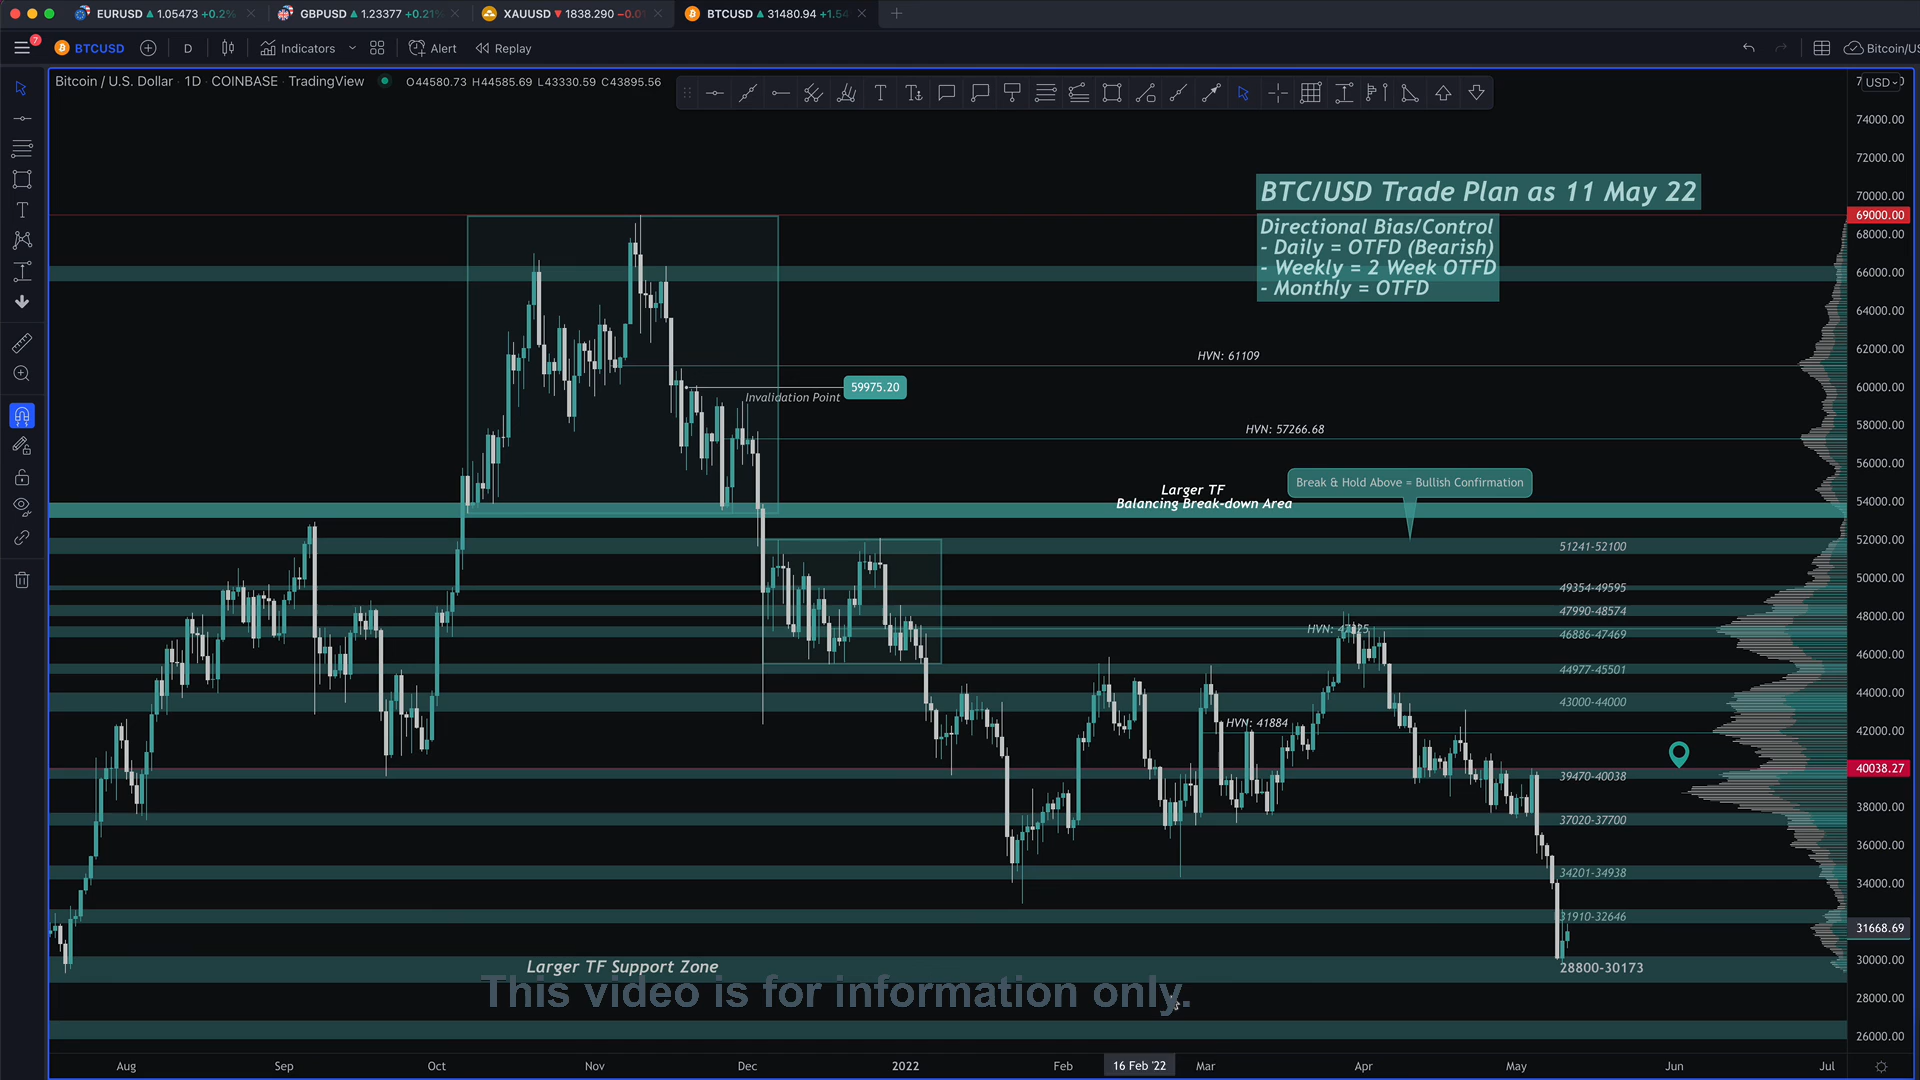 EURUSD ▲ 1.05473 +0.2%
GBPUSD ▲ 1.23377 +0.21%
XAUUSD ▼ 1838.290 −0.0
BTCUSD ▲ 31480.94 +1.54
7
BTCUSD
D
Indicators
Alert
Replay
Bitcoin/US
Bitcoin / U.S. Dollar · 1D · COINBASE · TradingView
O44580.73 H44585.69 L43330.59 C43895.56
USD
74000.00
72000.00
70000.00
69000.00
68000.00
66000.00
64000.00
62000.00
60000.00
58000.00
56000.00
54000.00
52000.00
50000.00
48000.00
46000.00
44000.00
42000.00
40038.27
38000.00
36000.00
34000.00
31668.69
30000.00
28000.00
26000.00
BTC/USD Trade Plan as 11 May 22
Directional Bias/Control
- Daily = OTFD (Bearish)
- Weekly = 2 Week OTFD
- Monthly = OTFD
HVN: 61109
59975.20
Invalidation Point
HVN: 57266.68
Break & Hold Above = Bullish Confirmation
Larger TF
Balancing Break-down Area
51241-52100
49354-49595
47990-48574
HVN: 47325
46886-47469
44977-45501
43000-44000
HVN: 41884
39470-40038
37020-37700
34201-34938
31910-32646
Larger TF Support Zone
28800-30173
This video is for information only.
Aug
Sep
Oct
Nov
Dec
2022
Feb
16 Feb '22
Mar
Apr
May
Jun
Jul